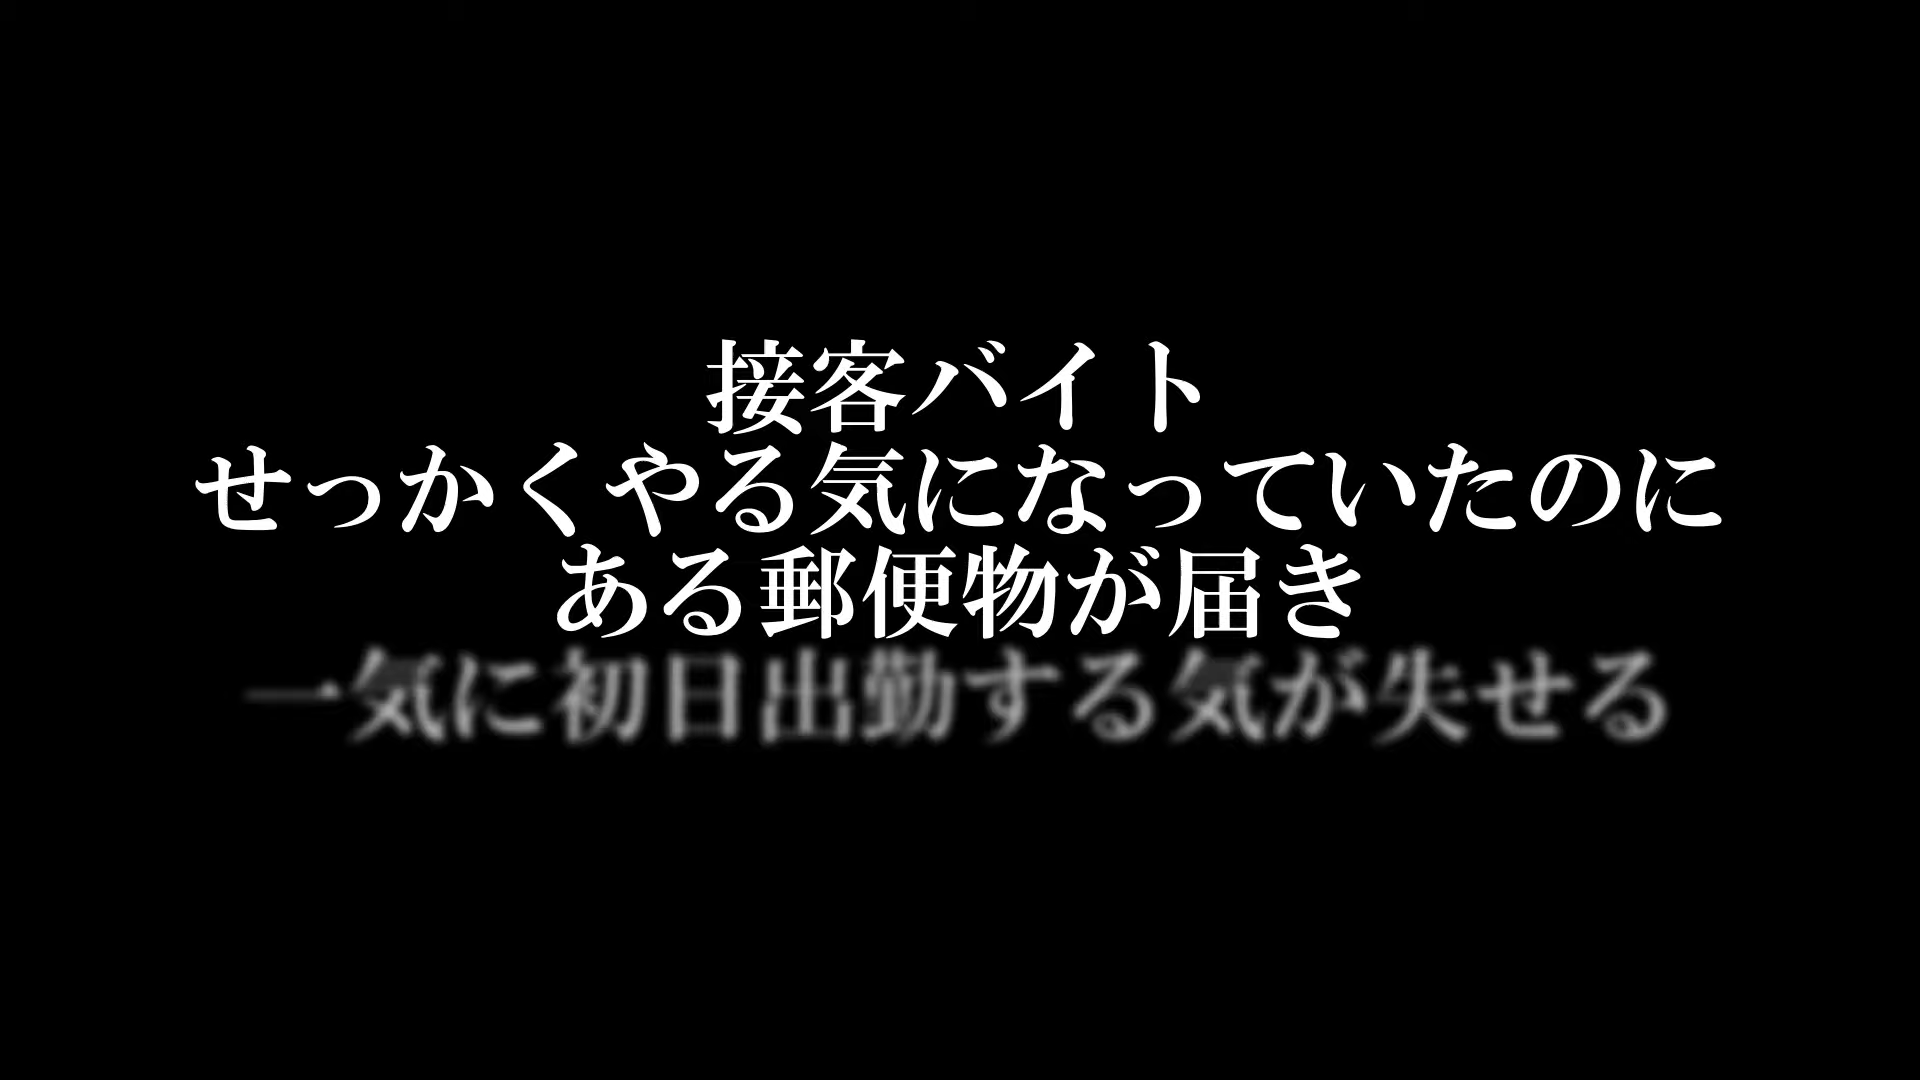 接客バイト
せっかくやる気になっていたのに
ある郵便物が届き
一気に初日出勤する気が失せる